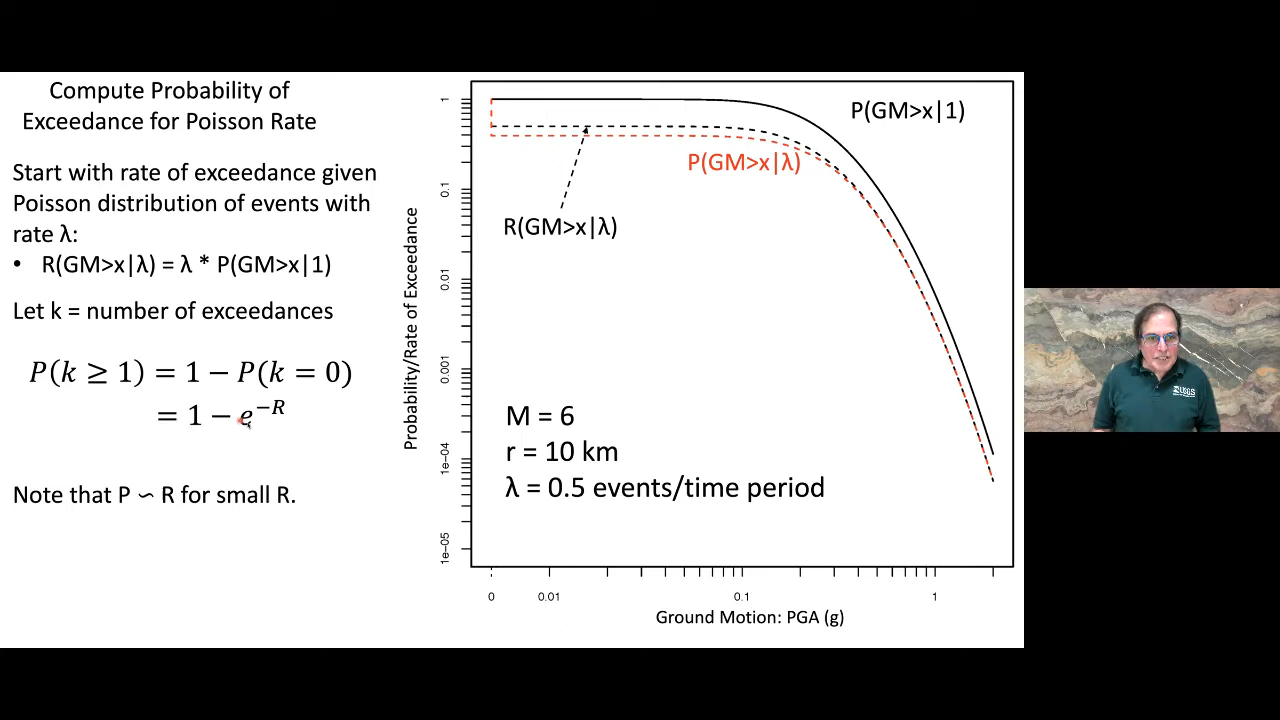 Compute Probability of
Exceedance for Poisson Rate
Start with rate of exceedance given
Poisson distribution of events with
rate λ:
• R(GM>x|λ) = λ * P(GM>x|1)
Let k = number of exceedances
P(k ≥ 1) = 1 − P(k = 0)
= 1 − e^{−R}
Note that P ∽ R for small R.
Probability/Rate of Exceedance
1
0.1
0.01
0.001
1e−04
1e−05
P(GM>x|1)
P(GM>x|λ)
R(GM>x|λ)
M = 6
r = 10 km
λ = 0.5 events/time period
0
0.01
0.1
1
Ground Motion: PGA (g)
USGS